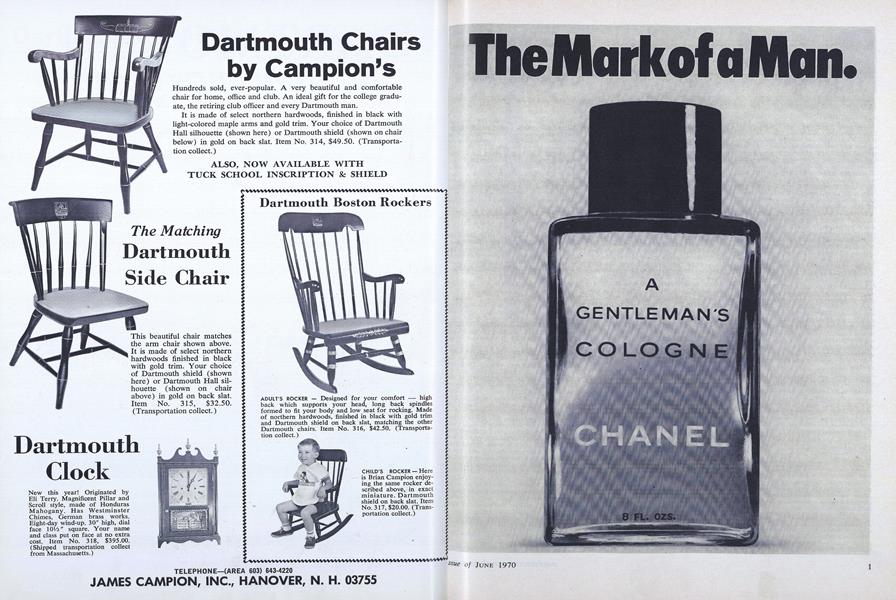 Dartmouth Chairs
by Campion's
Hundreds sold, ever-popular. A very beautiful and comfortable
chair for home, office and club. An ideal gift for the college gradu-
ate, the retiring club officer and every Dartmouth man.
It is made of select northern hardwoods, finished in black with
light-colored maple arms and gold trim. Your choice of Dartmouth
Hall silhouette (shown here) or Dartmouth shield (shown on chair
below) in gold on back slat. Item No. 314, $49.50. (Transporta-
tion collect.)
ALSO, NOW AVAILABLE WITH
TUCK SCHOOL INSCRIPTION & SHIELD
The Matching
Dartmouth
Side Chair
This beautiful chair matches
the arm chair shown above.
It is made of select northern
hardwoods finished in black
with gold trim. Your choice
of Dartmouth shield (shown
here) or Dartmouth Hall sil-
houette (shown on chair
above) in gold on back slat.
Item No. 315, $32.50.
(Transportation collect.)
Dartmouth
Clock
New this year! Originated by
Eli Terry. Magnificent Pillar and
Scroll style, made of Honduras
Mahogany. Has Westminster
Chimes, German brass works.
Eight-day wind-up. 30" high, dial
face 10½" square. Your name
and class put on face at no extra
cost. Item No. 318, $395.00.
(Shipped transportation collect
from Massachusetts.)
Dartmouth Boston Rockers
ADULT'S ROCKER — Designed for your comfort — high
back which supports your head, long back spindles
formed to fit your body and low seat for rocking. Made
of northern hardwoods, finished in black with gold trim
and Dartmouth shield on back slat, matching the other
Dartmouth chairs. Item No. 316, $42.50. (Transporta-
tion collect.)
CHILD'S ROCKER — Here
is Brian Campion enjoy-
ing the same rocker de-
scribed above, in exact
miniature. Dartmouth
shield on back slat. Item
No. 317, $20.00. (Trans-
portation collect.)
TELEPHONE—(AREA 603) 643-4220
JAMES CAMPION, INC., HANOVER, N. H. 03755
The Mark of a Man.
A
GENTLEMAN'S
COLOGNE
CHANEL
8 FL. OZS.
ssue of JUNE 1970
1